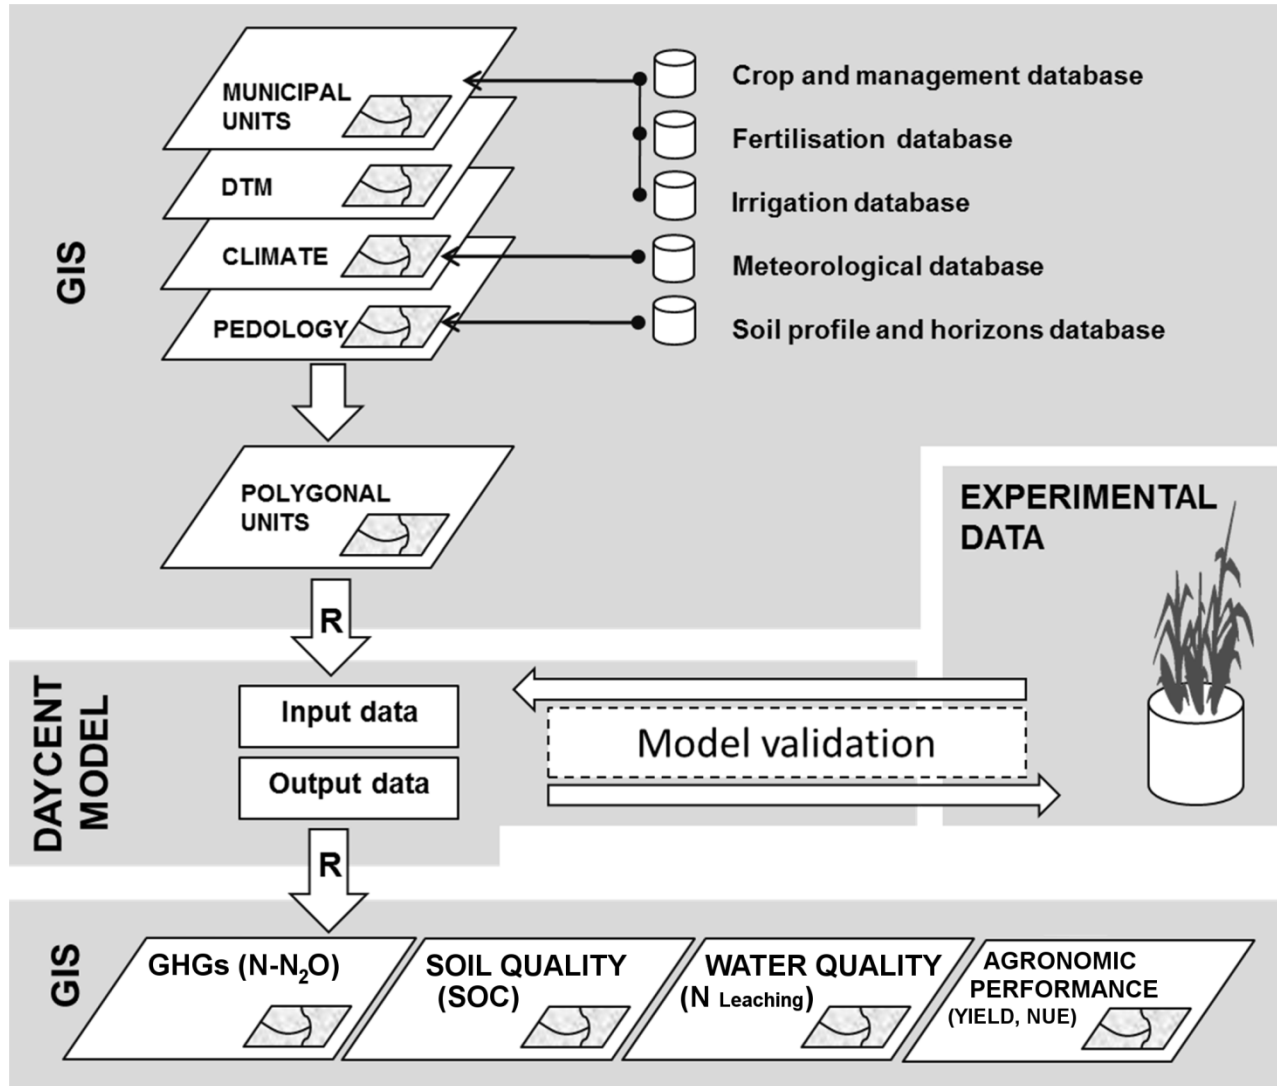 GIS
MUNICIPAL
UNITS
DTM
CLIMATE
PEDOLOGY
Crop and management database
Fertilisation database
Irrigation database
Meteorological database
Soil profile and horizons database
POLYGONAL
UNITS
R
EXPERIMENTAL
DATA
DAYCENT
MODEL
Input data
Output data
Model validation
R
GIS
GHGs (N-N₂O)
SOIL QUALITY
(SOC)
WATER QUALITY
(N Leaching)
AGRONOMIC
PERFORMANCE
(YIELD, NUE)